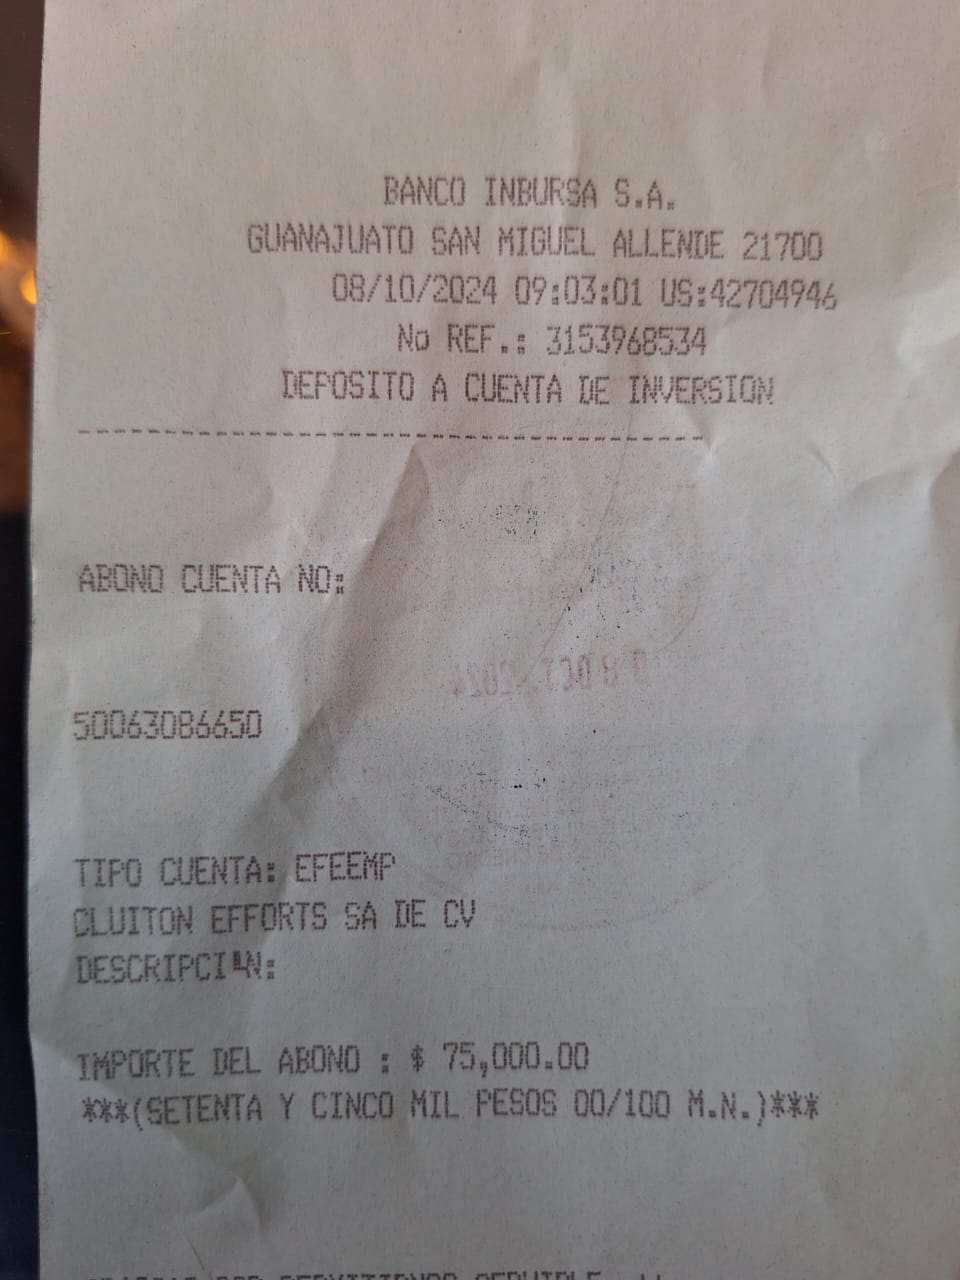 BANCO INBURSA S.A.
GUANAJUATO SAN MIGUEL ALLENDE 21700
08/10/2024 09:03:01 US:42704946
No REF.: 3153968534
DEPOSITO A CUENTA DE INVERSION
--------------------------------------
ABONO CUENTA NO:
50063086650
TIPO CUENTA: EFEEMP
CLUITON EFFORTS SA DE CV
DESCRIPCI└N:
IMPORTE DEL ABONO : $ 75,000.00
***(SETENTA Y CINCO MIL PESOS 00/100 M.N.)***